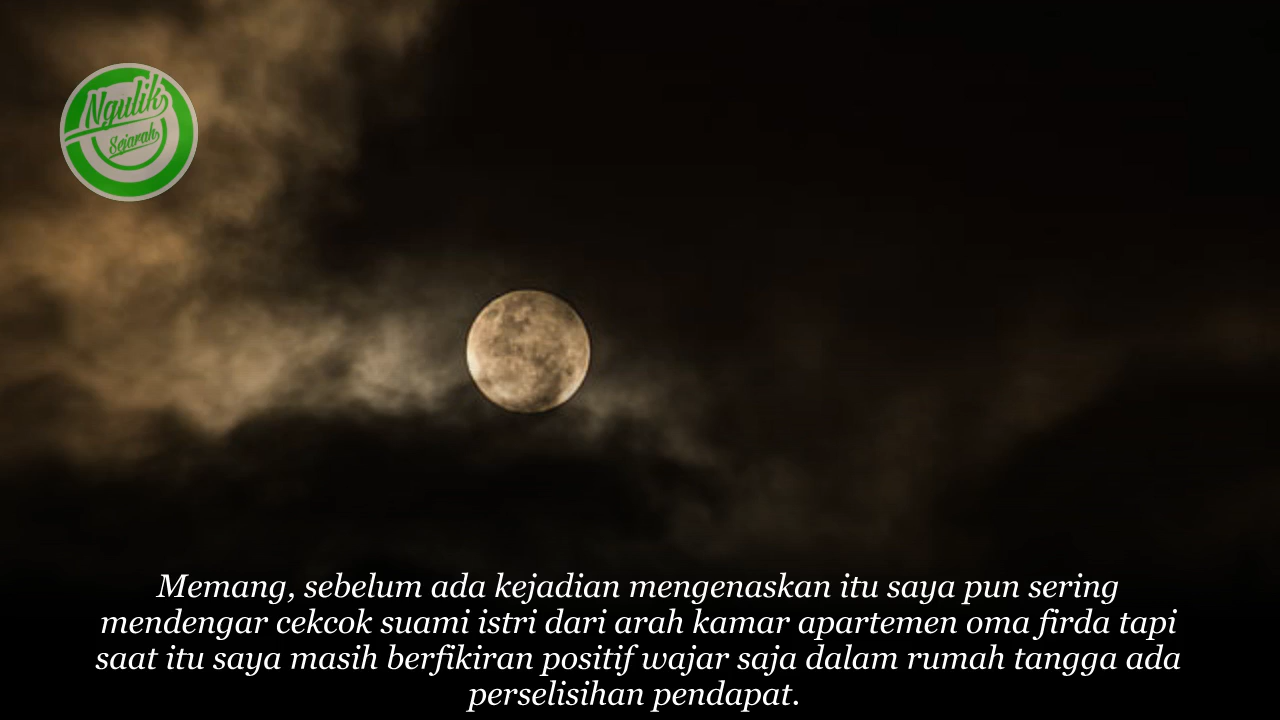 Ngulik
Sejarah
Memang, sebelum ada kejadian mengenaskan itu saya pun sering
mendengar cekcok suami istri dari arah kamar apartemen oma firda tapi
saat itu saya masih berfikiran positif wajar saja dalam rumah tangga ada
perselisihan pendapat.